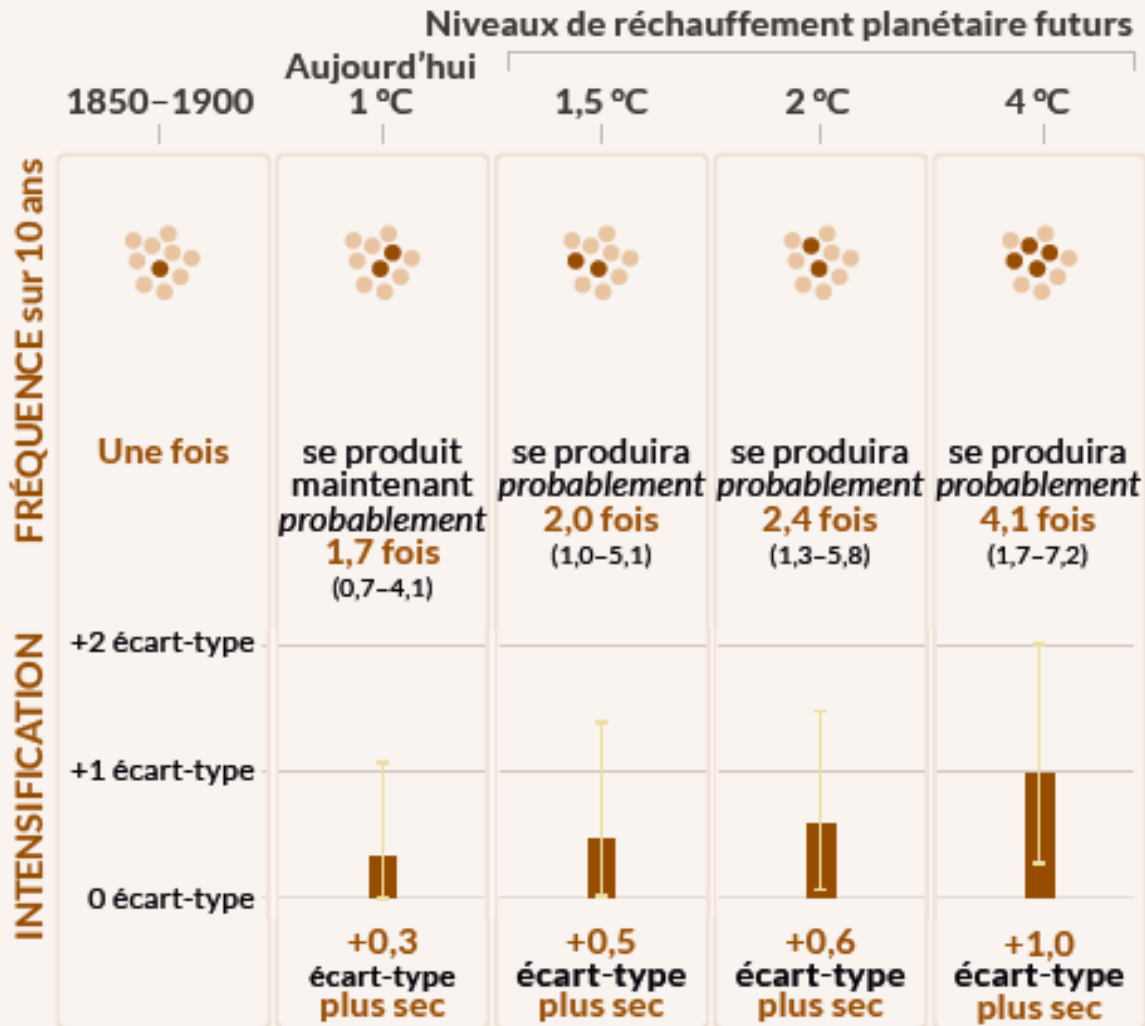 Niveaux de réchauffement planétaire futurs
Aujourd'hui
1850–1900
1 °C
1,5 °C
2 °C
4 °C
FRÉQUENCE sur 10 ans
Une fois
se produit
maintenant
probablement
1,7 fois
(0,7–4,1)
se produira
probablement
2,0 fois
(1,0–5,1)
se produira
probablement
2,4 fois
(1,3–5,8)
se produira
probablement
4,1 fois
(1,7–7,2)
INTENSIFICATION
+2 écart-type
+1 écart-type
0 écart-type
+0,3
écart-type
plus sec
+0,5
écart-type
plus sec
+0,6
écart-type
plus sec
+1,0
écart-type
plus sec